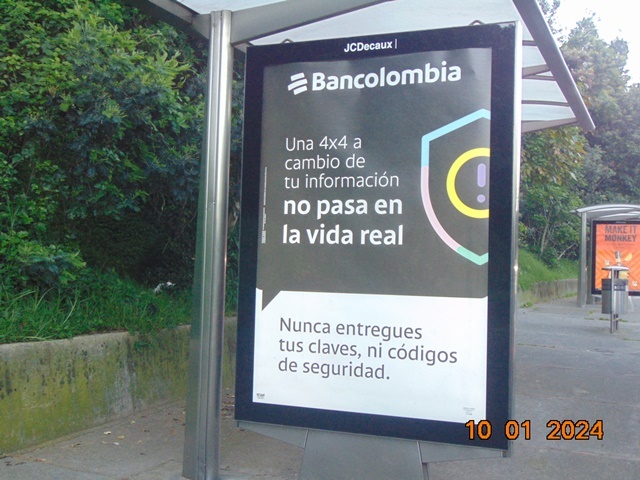 JCDecaux
Bancolombia
Una 4x4 a
cambio de
tu información
no pasa en
la vida real
Nunca entregues
tus claves, ni códigos
de seguridad.
MAKE IT
MONKEY
10 01 2024